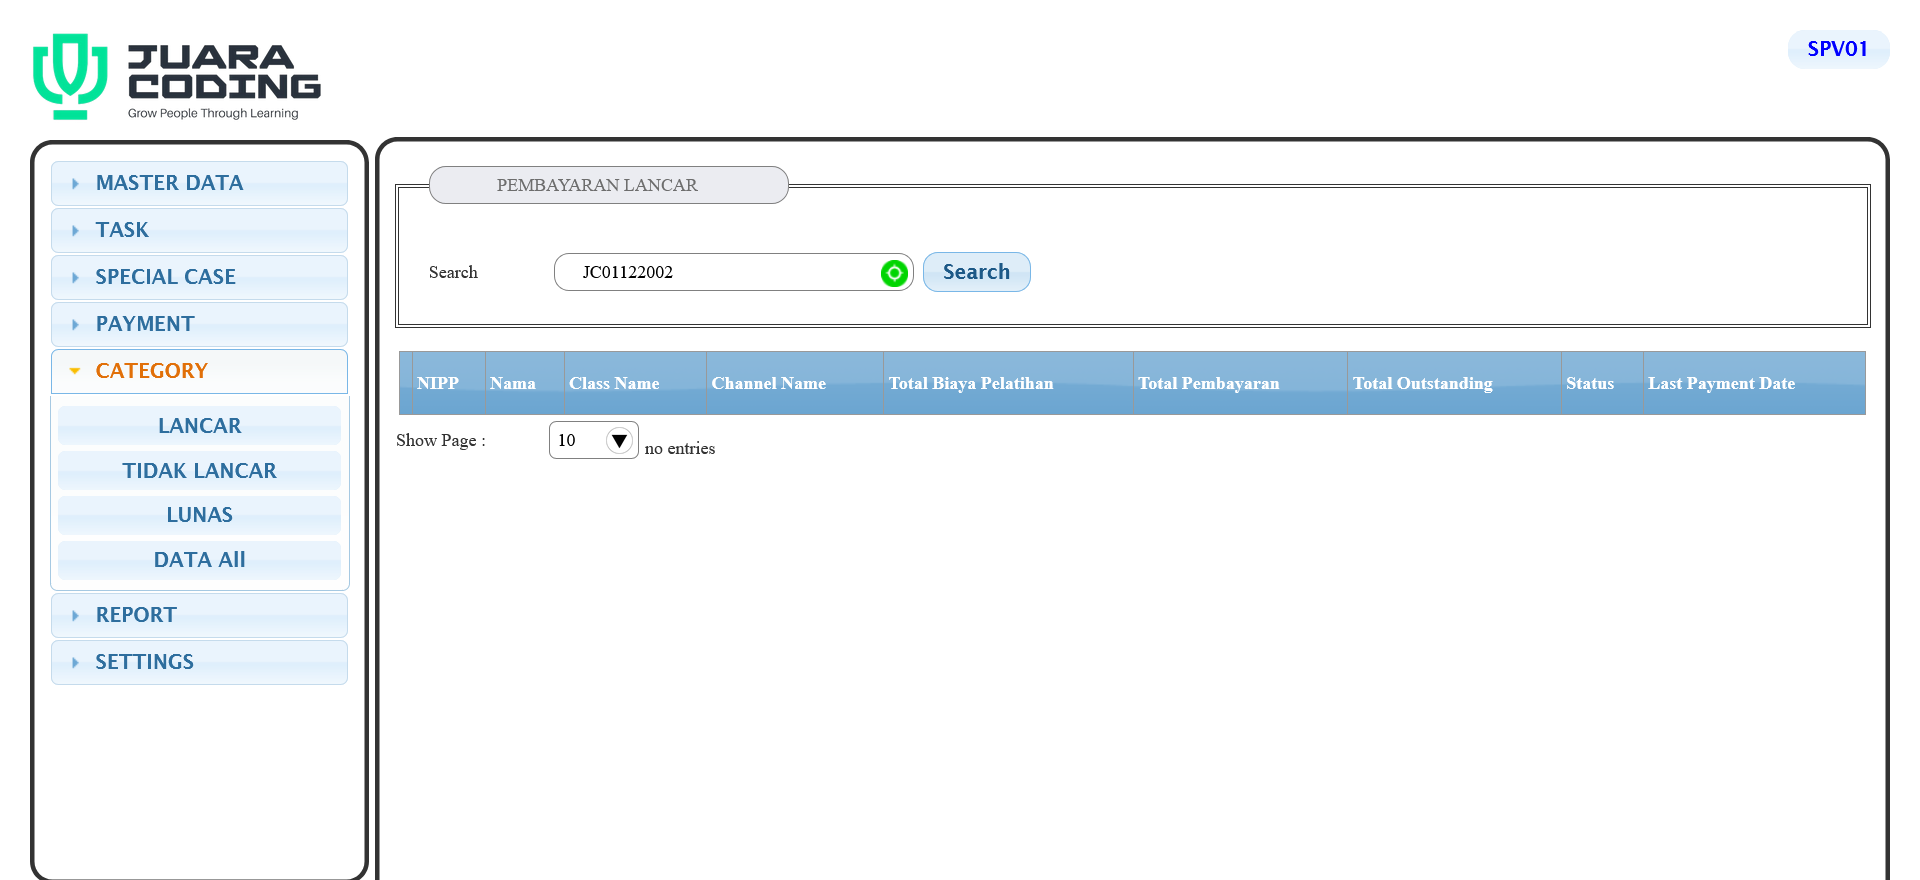 JUARA
CODING
Grow People Through Learning
SPV01
MASTER DATA
TASK
SPECIAL CASE
PAYMENT
CATEGORY
LANCAR
TIDAK LANCAR
LUNAS
DATA All
REPORT
SETTINGS
PEMBAYARAN LANCAR
Search JC01122002 Search
NIPP Nama Class Name Channel Name Total Biaya Pelatihan Total Pembayaran Total Outstanding Status Last Payment Date
Show Page : 10 no entries